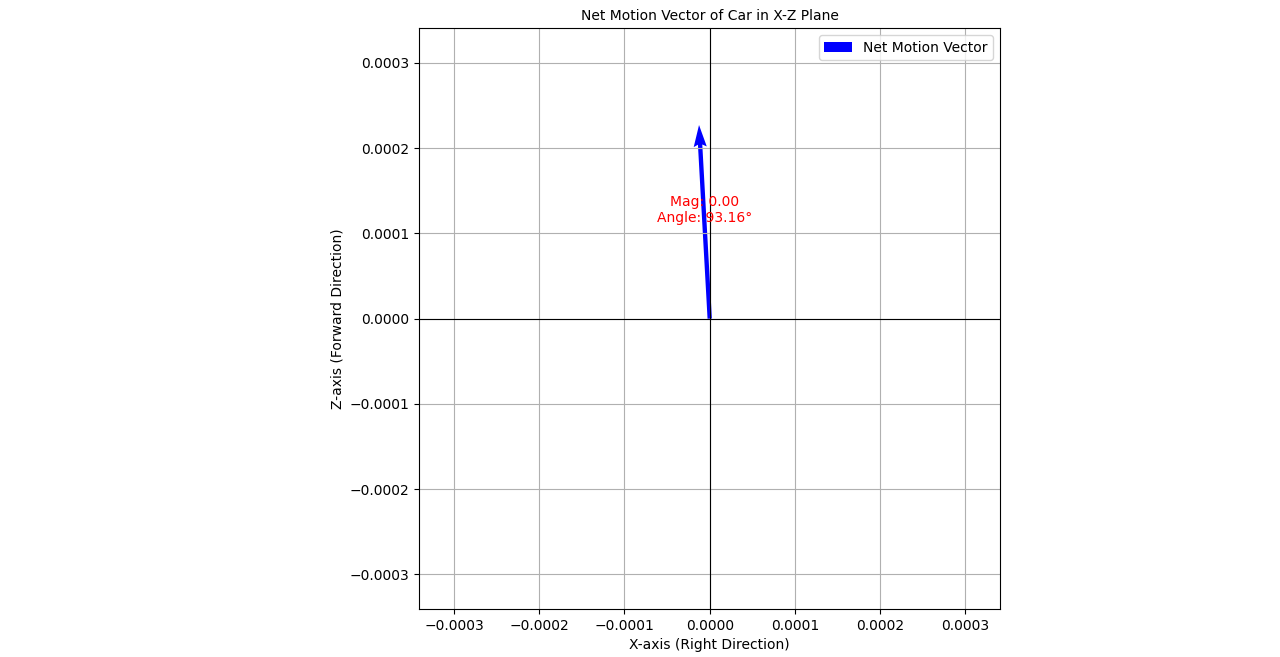 Net Motion Vector of Car in X-Z Plane
Net Motion Vector
0.0003
0.0002
Mag: 0.00
Angle: 93.16°
0.0001
Z-axis (Forward Direction)
0.0000
−0.0001
−0.0002
−0.0003
−0.0003 −0.0002 −0.0001 0.0000 0.0001 0.0002 0.0003
X-axis (Right Direction)